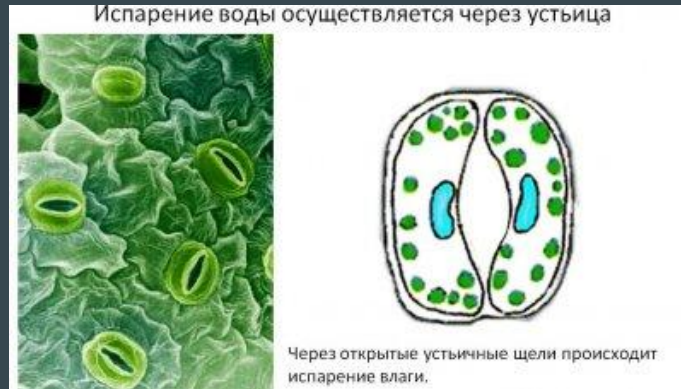 Испарение воды осуществляется через устьица
Через открытые устьичные щели происходит
испарение влаги.